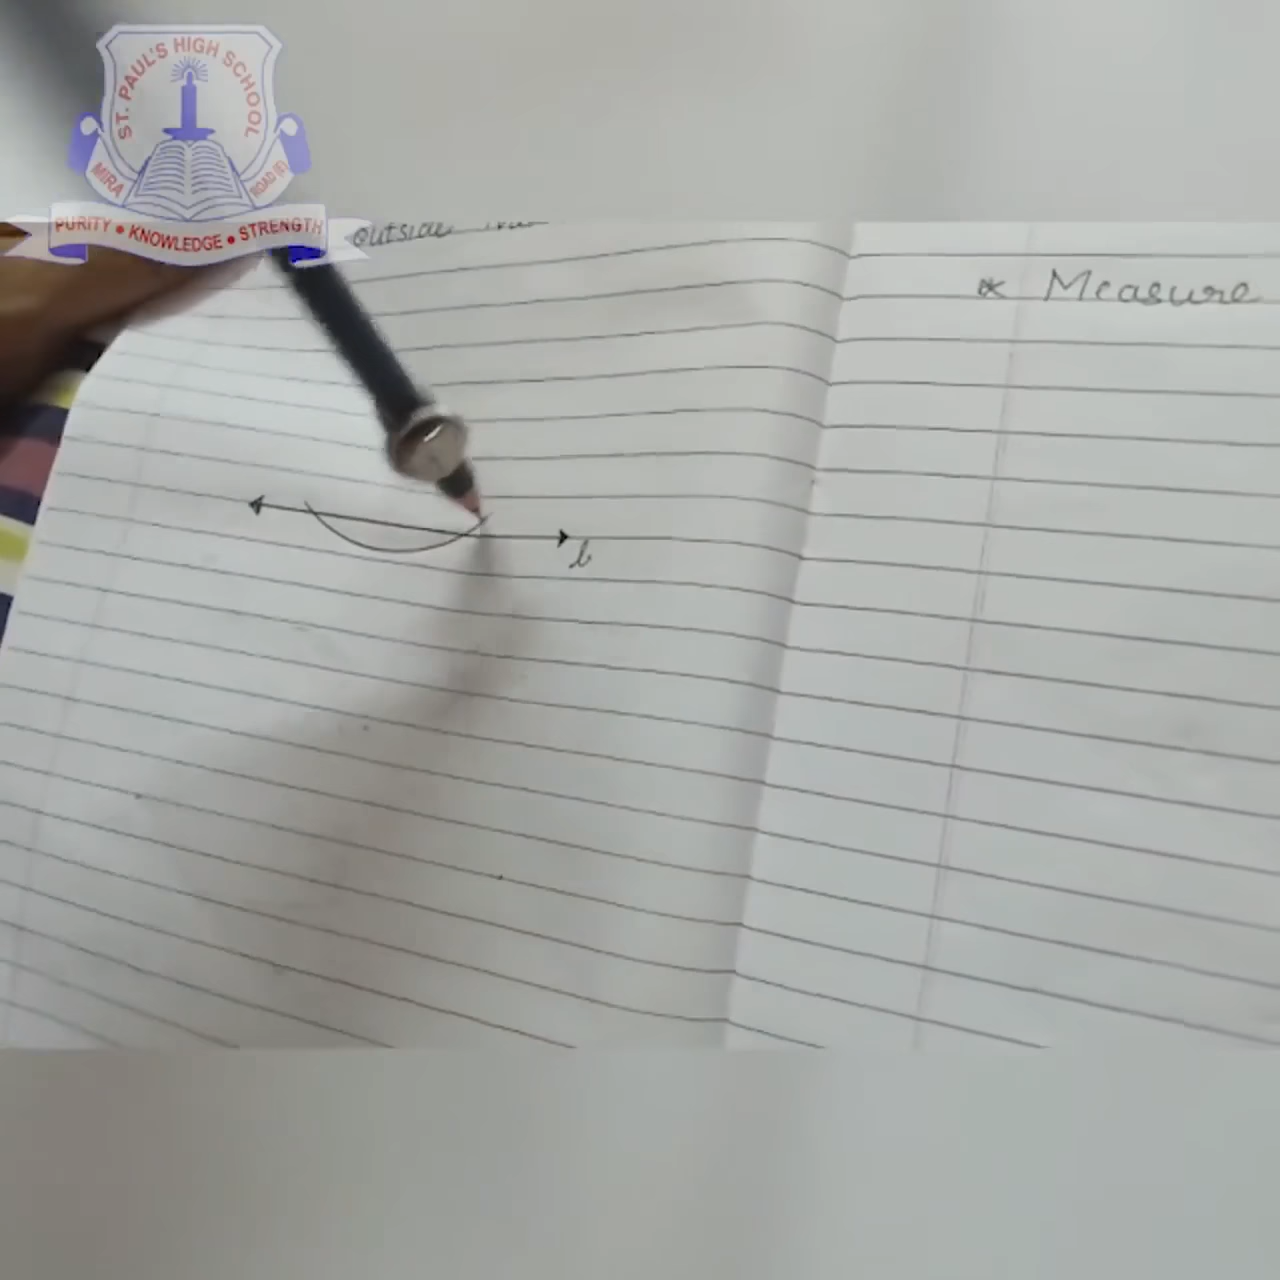 ST. PAUL'S HIGH SCHOOL
MIRA ROAD (E)
PURITY • KNOWLEDGE • STRENGTH
outside
* Measure
l